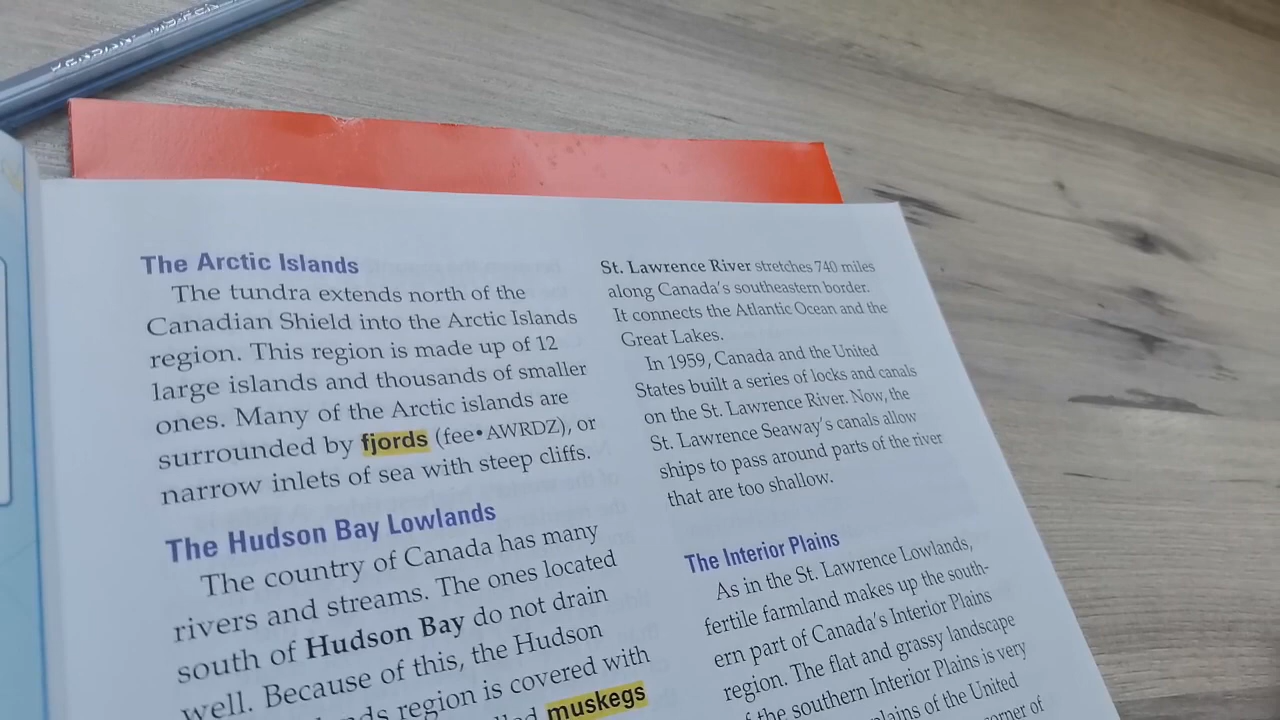 The Arctic Islands
The tundra extends north of the
Canadian Shield into the Arctic Islands
region. This region is made up of 12
large islands and thousands of smaller
ones. Many of the Arctic islands are
surrounded by fjords (fee•AWRDZ), or
narrow inlets of sea with steep cliffs.
The Hudson Bay Lowlands
The country of Canada has many
rivers and streams. The ones located
south of Hudson Bay do not drain
well. Because of this, the Hudson
region is covered with
muskegs
St. Lawrence River stretches 740 miles
along Canada's southeastern border.
It connects the Atlantic Ocean and the
Great Lakes.
In 1959, Canada and the United
States built a series of locks and canals
on the St. Lawrence River. Now, the
St. Lawrence Seaway's canals allow
ships to pass around parts of the river
that are too shallow.
The Interior Plains
As in the St. Lawrence Lowlands,
fertile farmland makes up the south-
ern part of Canada's Interior Plains
region. The flat and grassy landscape
of the southern Interior Plains is very
plains of the United
corner of